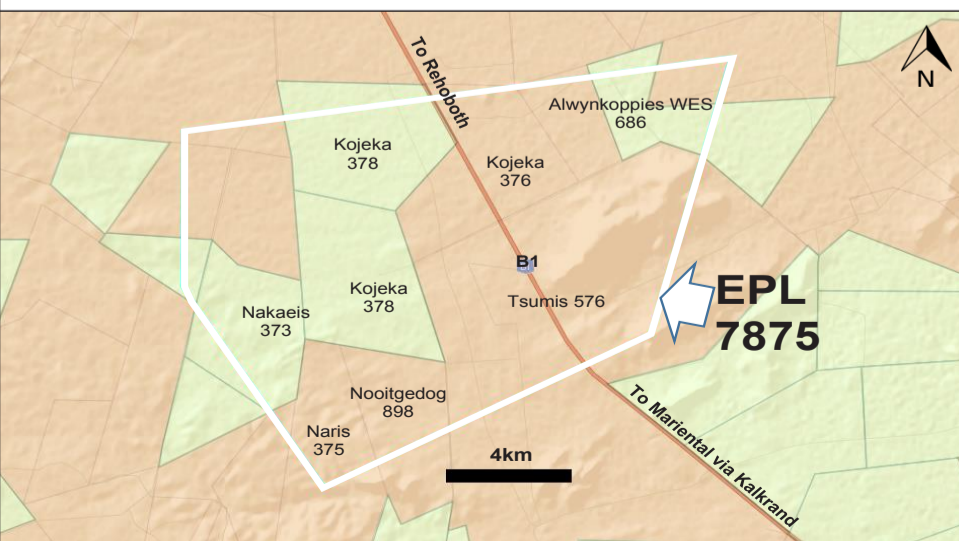 To Rehoboth
N
Alwynkoppies WES
686
Kojeka
378
Kojeka
376
B1
EPL
7875
Kojeka
378
Tsumis 576
Nakaeis
373
Nooitgedog
898
Naris
375
To Mariental via Kalkrand
4km